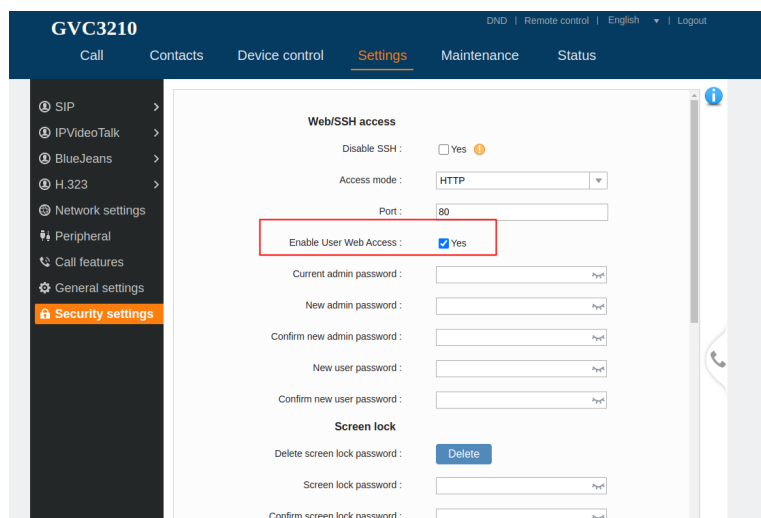 GVC3210
DND | Remote control | English | Logout
Call Contacts Device control Settings Maintenance Status
SIP
IPVideoTalk
BlueJeans
H.323
Network settings
Peripheral
Call features
General settings
Security settings
Web/SSH access
Disable SSH : Yes
Access mode : HTTP
Port : 80
Enable User Web Access : Yes
Current admin password :
New admin password :
Confirm new admin password :
New user password :
Confirm new user password :
Screen lock
Delete screen lock password : Delete
Screen lock password :
Confirm screen lock password :